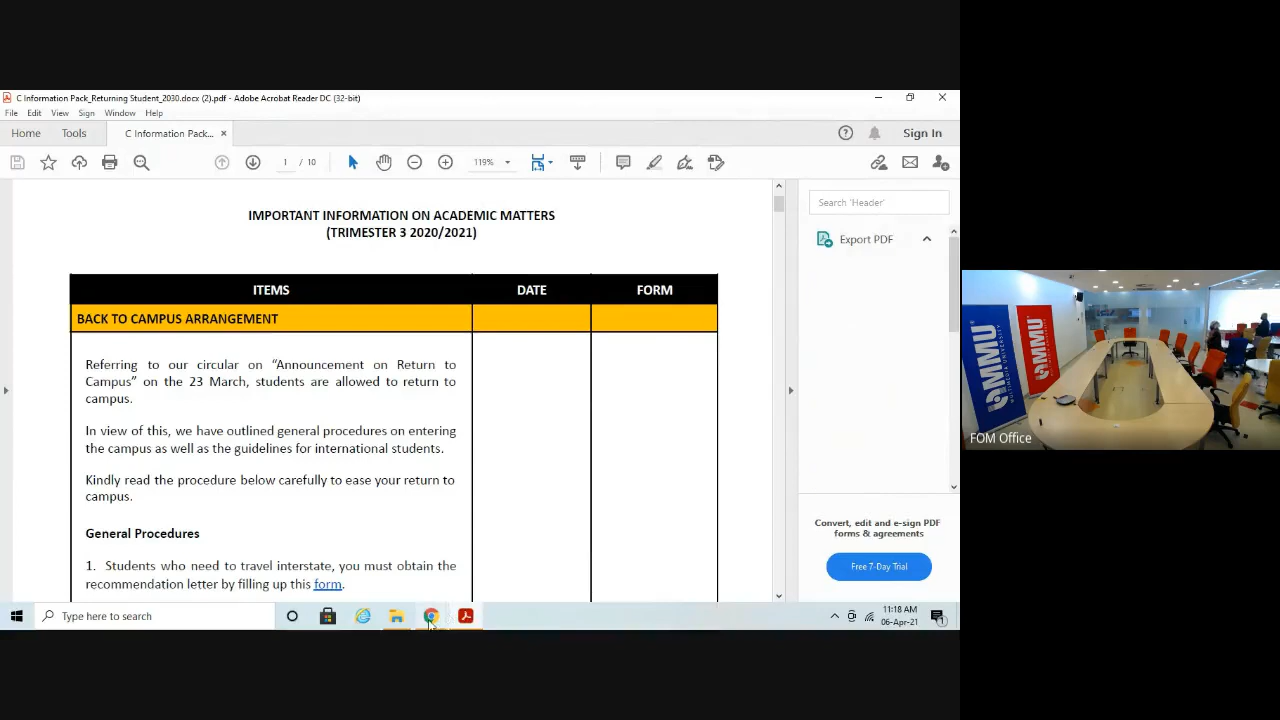 C Information Pack_Returning Student_2030.docx (2).pdf - Adobe Acrobat Reader DC (32-bit)
File Edit View Sign Window Help
Home Tools C Information Pack... × Sign In
1 / 10 119%
IMPORTANT INFORMATION ON ACADEMIC MATTERS
(TRIMESTER 3 2020/2021)
ITEMS DATE FORM
BACK TO CAMPUS ARRANGEMENT
Referring to our circular on “Announcement on Return to
Campus” on the 23 March, students are allowed to return to
campus.
In view of this, we have outlined general procedures on entering
the campus as well as the guidelines for international students.
Kindly read the procedure below carefully to ease your return to
campus.
General Procedures
1. Students who need to travel interstate, you must obtain the
recommendation letter by filling up this form.
Search 'Header'
Export PDF
Convert, edit and e-sign PDF
forms & agreements
Free 7-Day Trial
Type here to search
11:18 AM
06-Apr-21
1
MMU
MULTIMEDIA UNIVERSITY
MMU
MULTIMEDIA UNIVERSITY
FOM Office